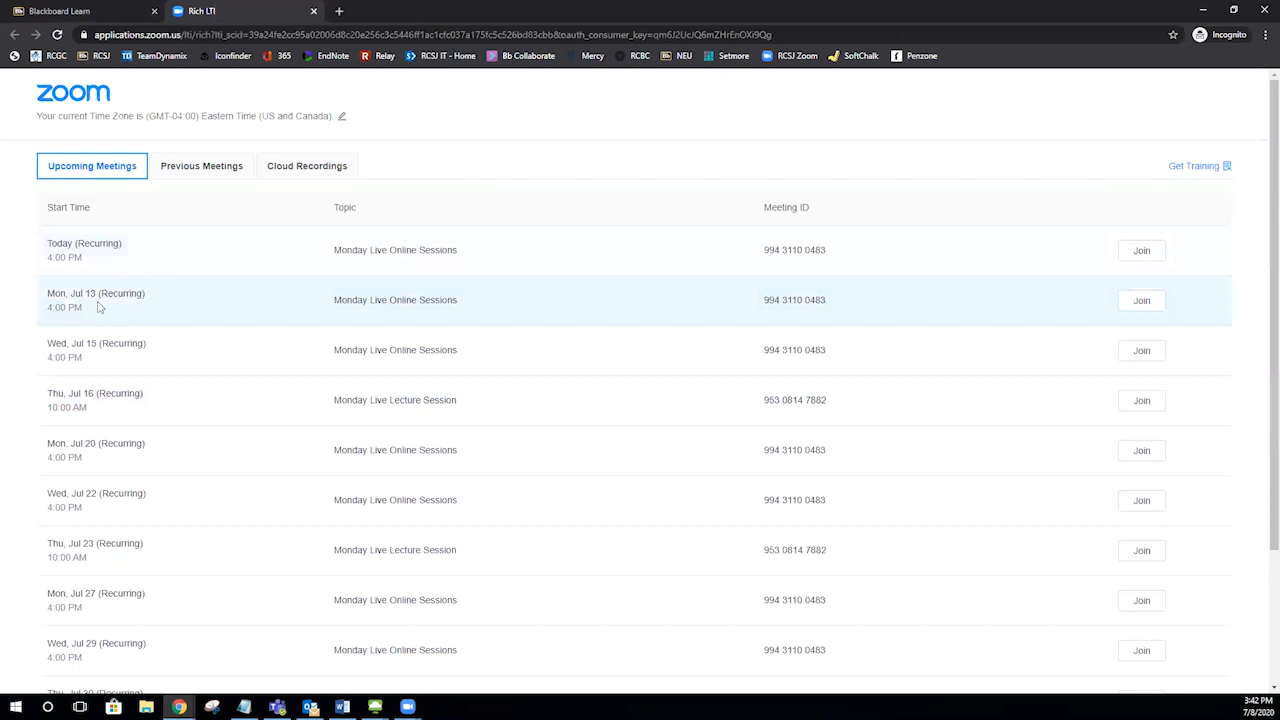 Blackboard Learn
Rich LTI
applications.zoom.us/lti/rich?lti_scid=39a24fe2cc95a02006d8c20e256c3c5446ff1ac1cfc037a175fc5c526bd83cbb&oauth_consumer_key=qm6J2UcJQ6mZHrEnOXi9Qg
Incognito
RCGC RCSJ TeamDynamix Iconfinder 365 EndNote Relay RCSJ IT - Home Bb Collaborate Mercy RCBC NEU Setmore RCSJ Zoom SoftChalk Penzone
zoom
Your current Time Zone is (GMT-04:00) Eastern Time (US and Canada).
Upcoming Meetings Previous Meetings Cloud Recordings Get Training
Start Time Topic Meeting ID
Today (Recurring)
4:00 PM
Monday Live Online Sessions 994 3110 0483 Join
Mon, Jul 13 (Recurring)
4:00 PM
Monday Live Online Sessions 994 3110 0483 Join
Wed, Jul 15 (Recurring)
4:00 PM
Monday Live Online Sessions 994 3110 0483 Join
Thu, Jul 16 (Recurring)
10:00 AM
Monday Live Lecture Session 953 0814 7882 Join
Mon, Jul 20 (Recurring)
4:00 PM
Monday Live Online Sessions 994 3110 0483 Join
Wed, Jul 22 (Recurring)
4:00 PM
Monday Live Online Sessions 994 3110 0483 Join
Thu, Jul 23 (Recurring)
10:00 AM
Monday Live Lecture Session 953 0814 7882 Join
Mon, Jul 27 (Recurring)
4:00 PM
Monday Live Online Sessions 994 3110 0483 Join
Wed, Jul 29 (Recurring)
4:00 PM
Monday Live Online Sessions 994 3110 0483 Join
Thu, Jul 30 (Recurring)
3:42 PM
7/8/2020